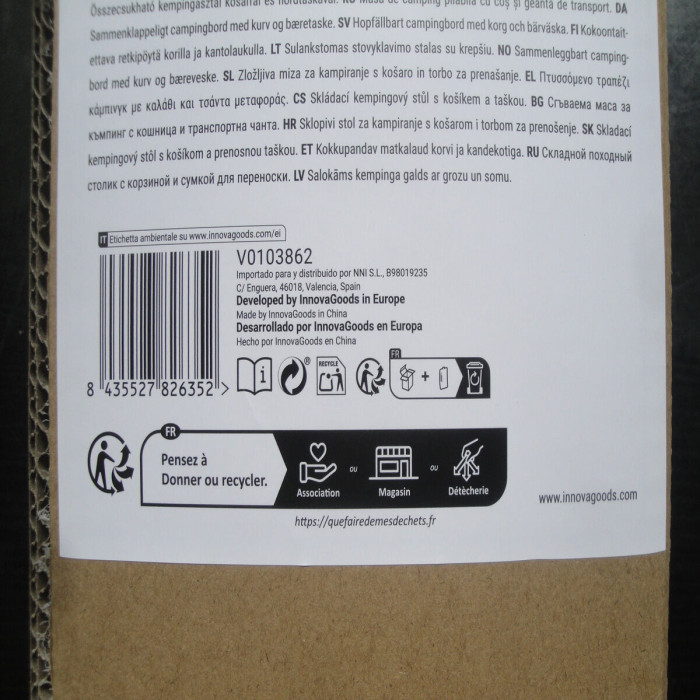 Összecsukható kempingasztal kosárral és hordtáskával. RO Masă de camping pliabilă cu coș și geantă de transport. DA
Sammenklappeligt campingbord med kurv og bæretaske. SV Hopfällbart campingbord med korg och bärväska. FI Kokoontait-
ettava retkipöytä korilla ja kantolaukulla. LT Sulankstomas stovyklavimo stalas su krepšiu. NO Sammenleggbart camping-
bord med kurv og bæreveske. SL Zložljiva miza za kampiranje s košaro in torbo za prenašanje. EL Πτυσσόμενο τραπέζι
κάμπινγκ με καλάθι και τσάντα μεταφοράς. CS Skládací kempingový stůl s košíkem a taškou. BG Сгъваема маса за
къмпинг с кошница и транспортна чанта. HR Sklopivi stol za kampiranje s košarom i torbom za prenošenje. SK Skladací
kempingový stôl s košíkom a prenosnou taškou. ET Kokkupandav matkalaud korvi ja kandekotiga. RU Складной походный
столик с корзиной и сумкой для переноски. LV Salokāms kempinga galds ar grozu un somu.
IT Etichetta ambientale su www.innovagoods.com/ei
V0103862
Importado para y distribuido por NNI S.L., B98019235
C/ Enguera, 46018, Valencia, Spain
Developed by InnovaGoods in Europe
Made by InnovaGoods in China
Desarrollado por InnovaGoods en Europa
Hecho por InnovaGoods en China
8 435527 826352 >
i
®
RECYCLE
FR
+
FR
Pensez à
Donner ou recycler.
Association
ou
Magasin
ou
Détècherie
https://quefairedemesdechets.fr
www.innovagoods.com